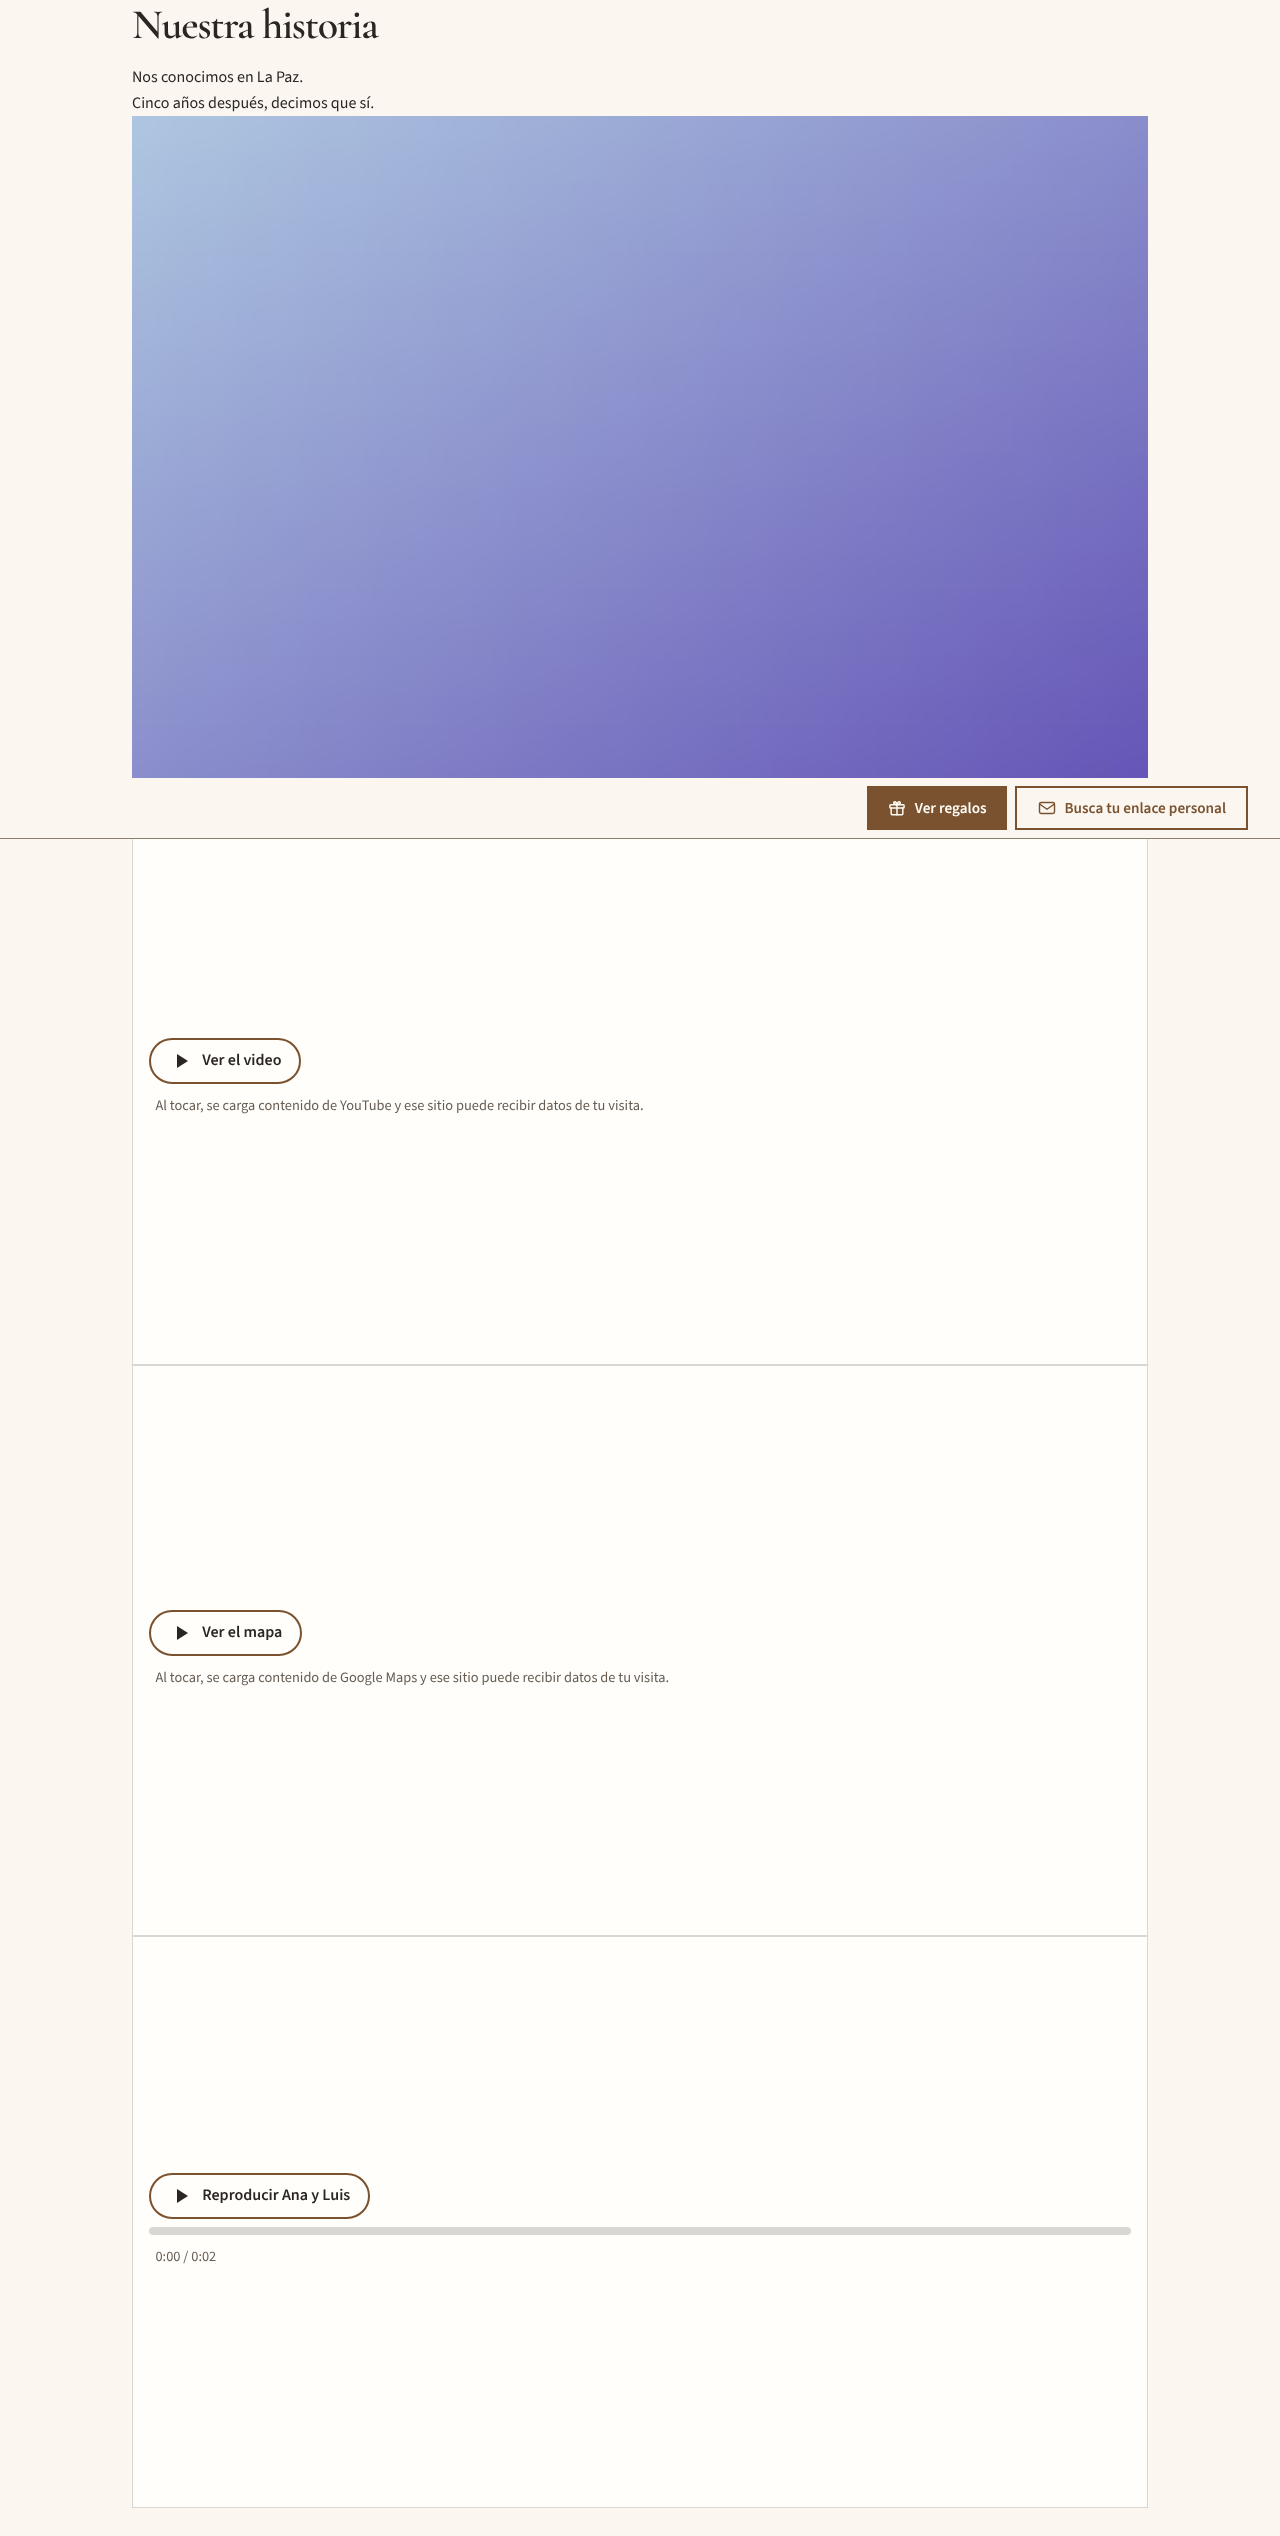 Nuestra historia
Nos conocimos en La Paz.
Cinco años después, decimos que sí.
Ver regalos
Busca tu enlace personal
Ver el video
Al tocar, se carga contenido de YouTube y ese sitio puede recibir datos de tu visita.
Ver el mapa
Al tocar, se carga contenido de Google Maps y ese sitio puede recibir datos de tu visita.
Reproducir Ana y Luis
0:00 / 0:02